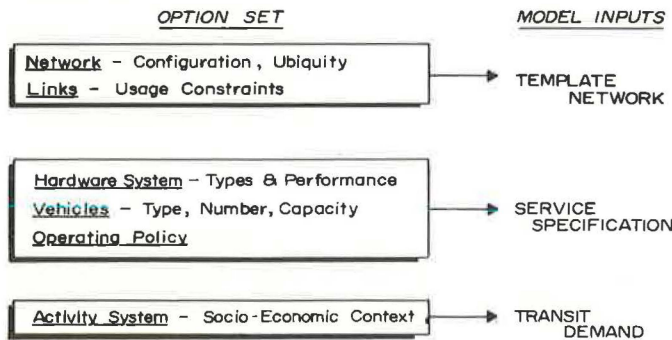 OPTION SET
MODEL INPUTS
Network – Configuration, Ubiquity
Links – Usage Constraints
TEMPLATE
NETWORK
Hardware System – Types & Performance
Vehicles – Type, Number, Capacity
Operating Policy
SERVICE
SPECIFICATION
Activity System – Socio-Economic Context
TRANSIT
DEMAND